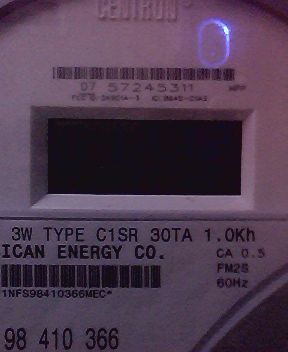 CENTRON
07 57245311
3W TYPE C1SR 30TA 1.0Kh
ICAN ENERGY CO.
CA 0.5
FM2S
60Hz
1NFS98410366MEC*
98 410 366